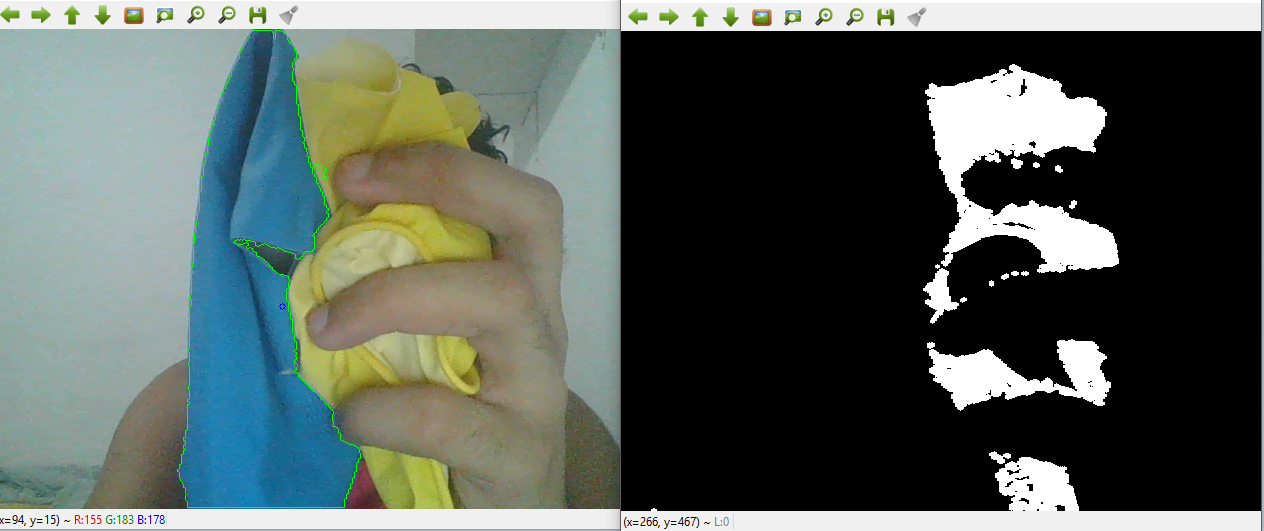 x=94, y=15) ~ R:155 G:183 B:178
(x=266, y=467) ~ L:0